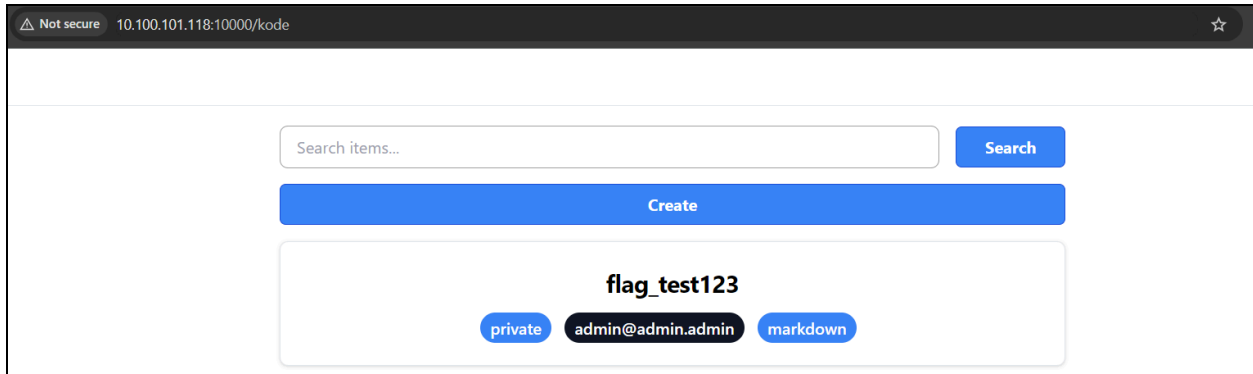 Not secure 10.100.101.118:10000/kode
Search items... Search
Create
flag_test123
private admin@admin.admin markdown